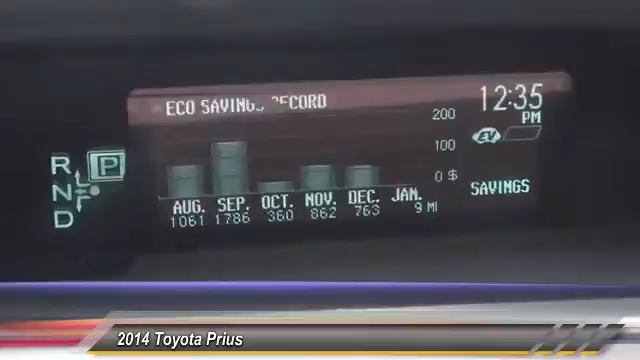 ECO SAVINGS RECORD
12:35
PM
200
100
0 $
EV
SAVINGS
R
P
N
D
AUG. SEP. OCT. NOV. DEC. JAN.
1061 1786 360 862 763 9 MI
2014 Toyota Prius